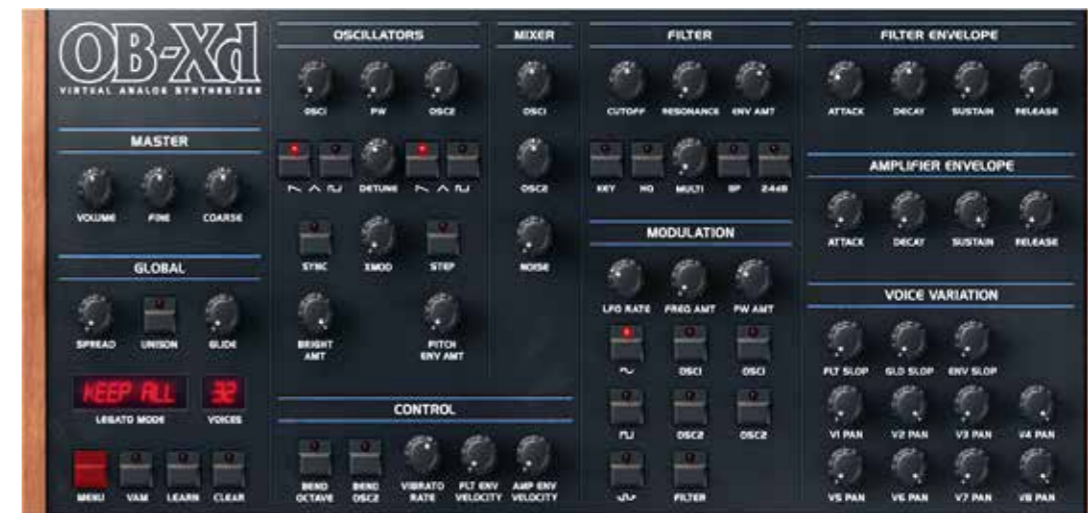 OB-Xd
VIRTUAL ANALOG SYNTHESIZER
MASTER
VOLUME FINE COARSE
GLOBAL
SPREAD UNISON GLIDE
KEEP ALL 32
LEGATO MODE VOICES
MENU VAM LEARN CLEAR
OSCILLATORS
OSC1 PW OSC2
DETUNE
SYNC XMOD STEP
BRIGHT AMT PITCH ENV AMT
MIXER
OSC1
OSC2
NOISE
CONTROL
BEND OCTAVE BEND OSC2 VIBRATO RATE FLT ENV VELOCITY AMP ENV VELOCITY
FILTER
CUTOFF RESONANCE ENV AMT
KEY HQ MULTI BP 24dB
MODULATION
LFO RATE FREQ AMT PW AMT
OSC1 OSC1
OSC2 OSC2
FILTER
FILTER ENVELOPE
ATTACK DECAY SUSTAIN RELEASE
AMPLIFIER ENVELOPE
ATTACK DECAY SUSTAIN RELEASE
VOICE VARIATION
FLT SLOP GLD SLOP ENV SLOP
V1 PAN V2 PAN V3 PAN V4 PAN
V5 PAN V6 PAN V7 PAN V8 PAN